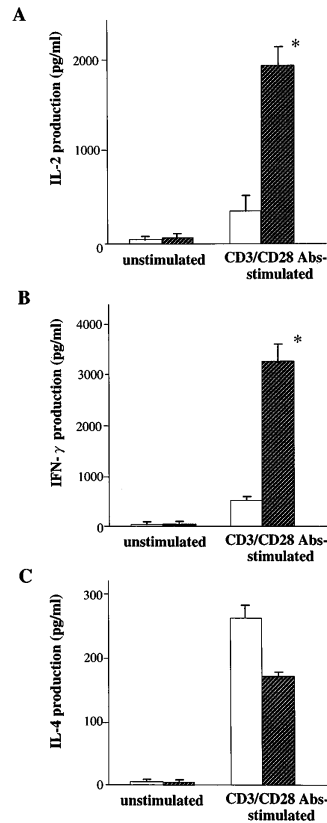 A
IL-2 production (pg/ml)
2000
1000
0
*
unstimulated
CD3/CD28 Abs-
stimulated
B
IFN-γ production (pg/ml)
4000
3000
2000
1000
0
*
unstimulated
CD3/CD28 Abs-
stimulated
C
IL-4 production (pg/ml)
300
200
100
0
unstimulated
CD3/CD28 Abs-
stimulated